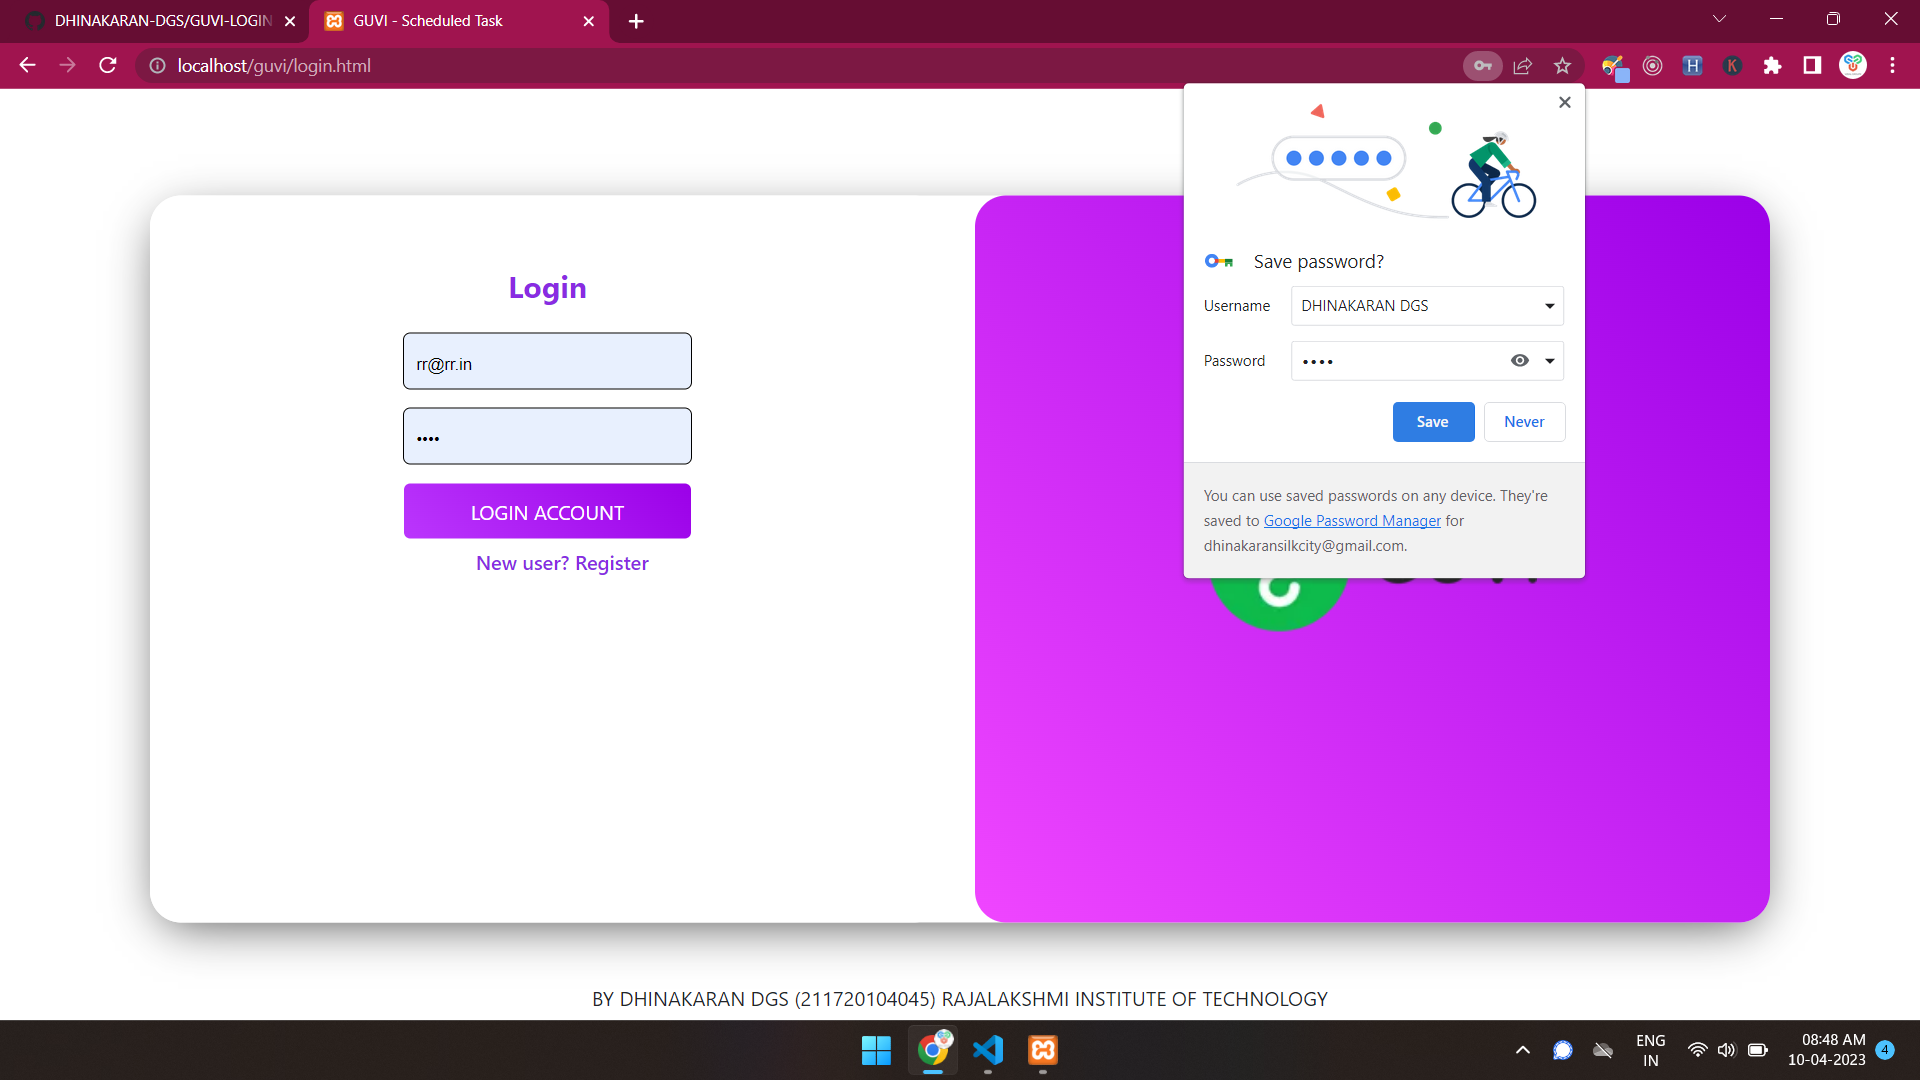 DHINAKARAN-DGS/GUVI-LOGIN
GUVI - Scheduled Task
localhost/guvi/login.html
H
K
Save password?
Username
DHINAKARAN DGS
Password
••••
Save
Never
You can use saved passwords on any device. They're
saved to Google Password Manager for
dhinakaransilkcity@gmail.com.
Login
rr@rr.in
••••
LOGIN ACCOUNT
New user? Register
BY DHINAKARAN DGS (211720104045) RAJALAKSHMI INSTITUTE OF TECHNOLOGY
ENG
IN
08:48 AM
10-04-2023
4